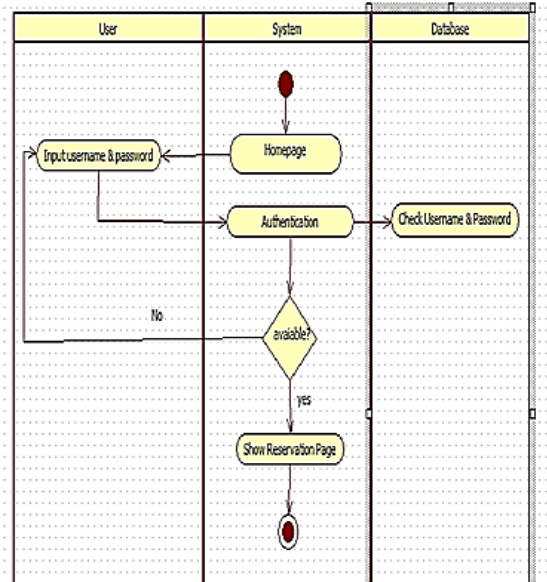 User
System
Database
Homepage
Input username & password
Authentication
Check Username & Password
avaiable?
No
yes
Show Reservation Page